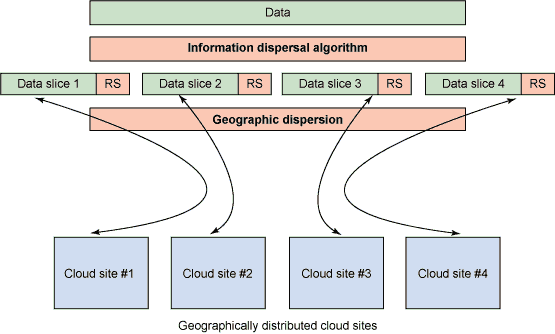 Data
Information dispersal algorithm
Data slice 1 RS Data slice 2 RS Data slice 3 RS Data slice 4 RS
Geographic dispersion
Cloud site #1 Cloud site #2 Cloud site #3 Cloud site #4
Geographically distributed cloud sites